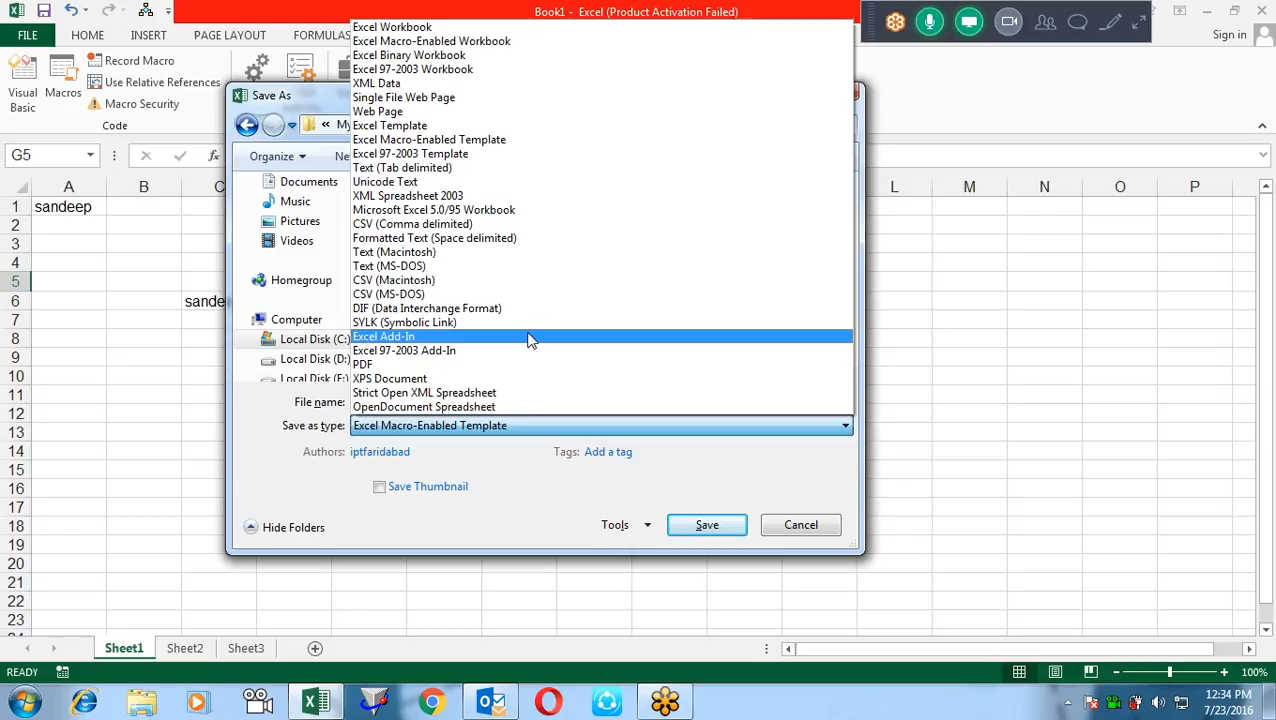 Book1 - Excel (Product Activation Failed)
FILE HOME INSERT PAGE LAYOUT FORMULAS
Sign in
Visual Basic
Macros
Record Macro
Use Relative References
Macro Security
Code
G5
Save As
« My
Organize
Documents
Music
Pictures
Videos
Homegroup
Computer
Local Disk (C:)
Local Disk (D:)
Excel Workbook
Excel Macro-Enabled Workbook
Excel Binary Workbook
Excel 97-2003 Workbook
XML Data
Single File Web Page
Web Page
Excel Template
Excel Macro-Enabled Template
Excel 97-2003 Template
Text (Tab delimited)
Unicode Text
XML Spreadsheet 2003
Microsoft Excel 5.0/95 Workbook
CSV (Comma delimited)
Formatted Text (Space delimited)
Text (Macintosh)
Text (MS-DOS)
CSV (Macintosh)
CSV (MS-DOS)
DIF (Data Interchange Format)
SYLK (Symbolic Link)
Excel Add-In
Excel 97-2003 Add-In
PDF
XPS Document
Strict Open XML Spreadsheet
OpenDocument Spreadsheet
File name:
Save as type: Excel Macro-Enabled Template
Authors: iptfaridabad Tags: Add a tag
Save Thumbnail
Hide Folders Tools Save Cancel
A B C L M N O P
1 sandeep
2
3
4
5
6
7
8
9
10
11
12
13
14
15
16
17
18
19
20
21
22
23
Sheet1 Sheet2 Sheet3
READY 100%
12:34 PM
7/23/2016